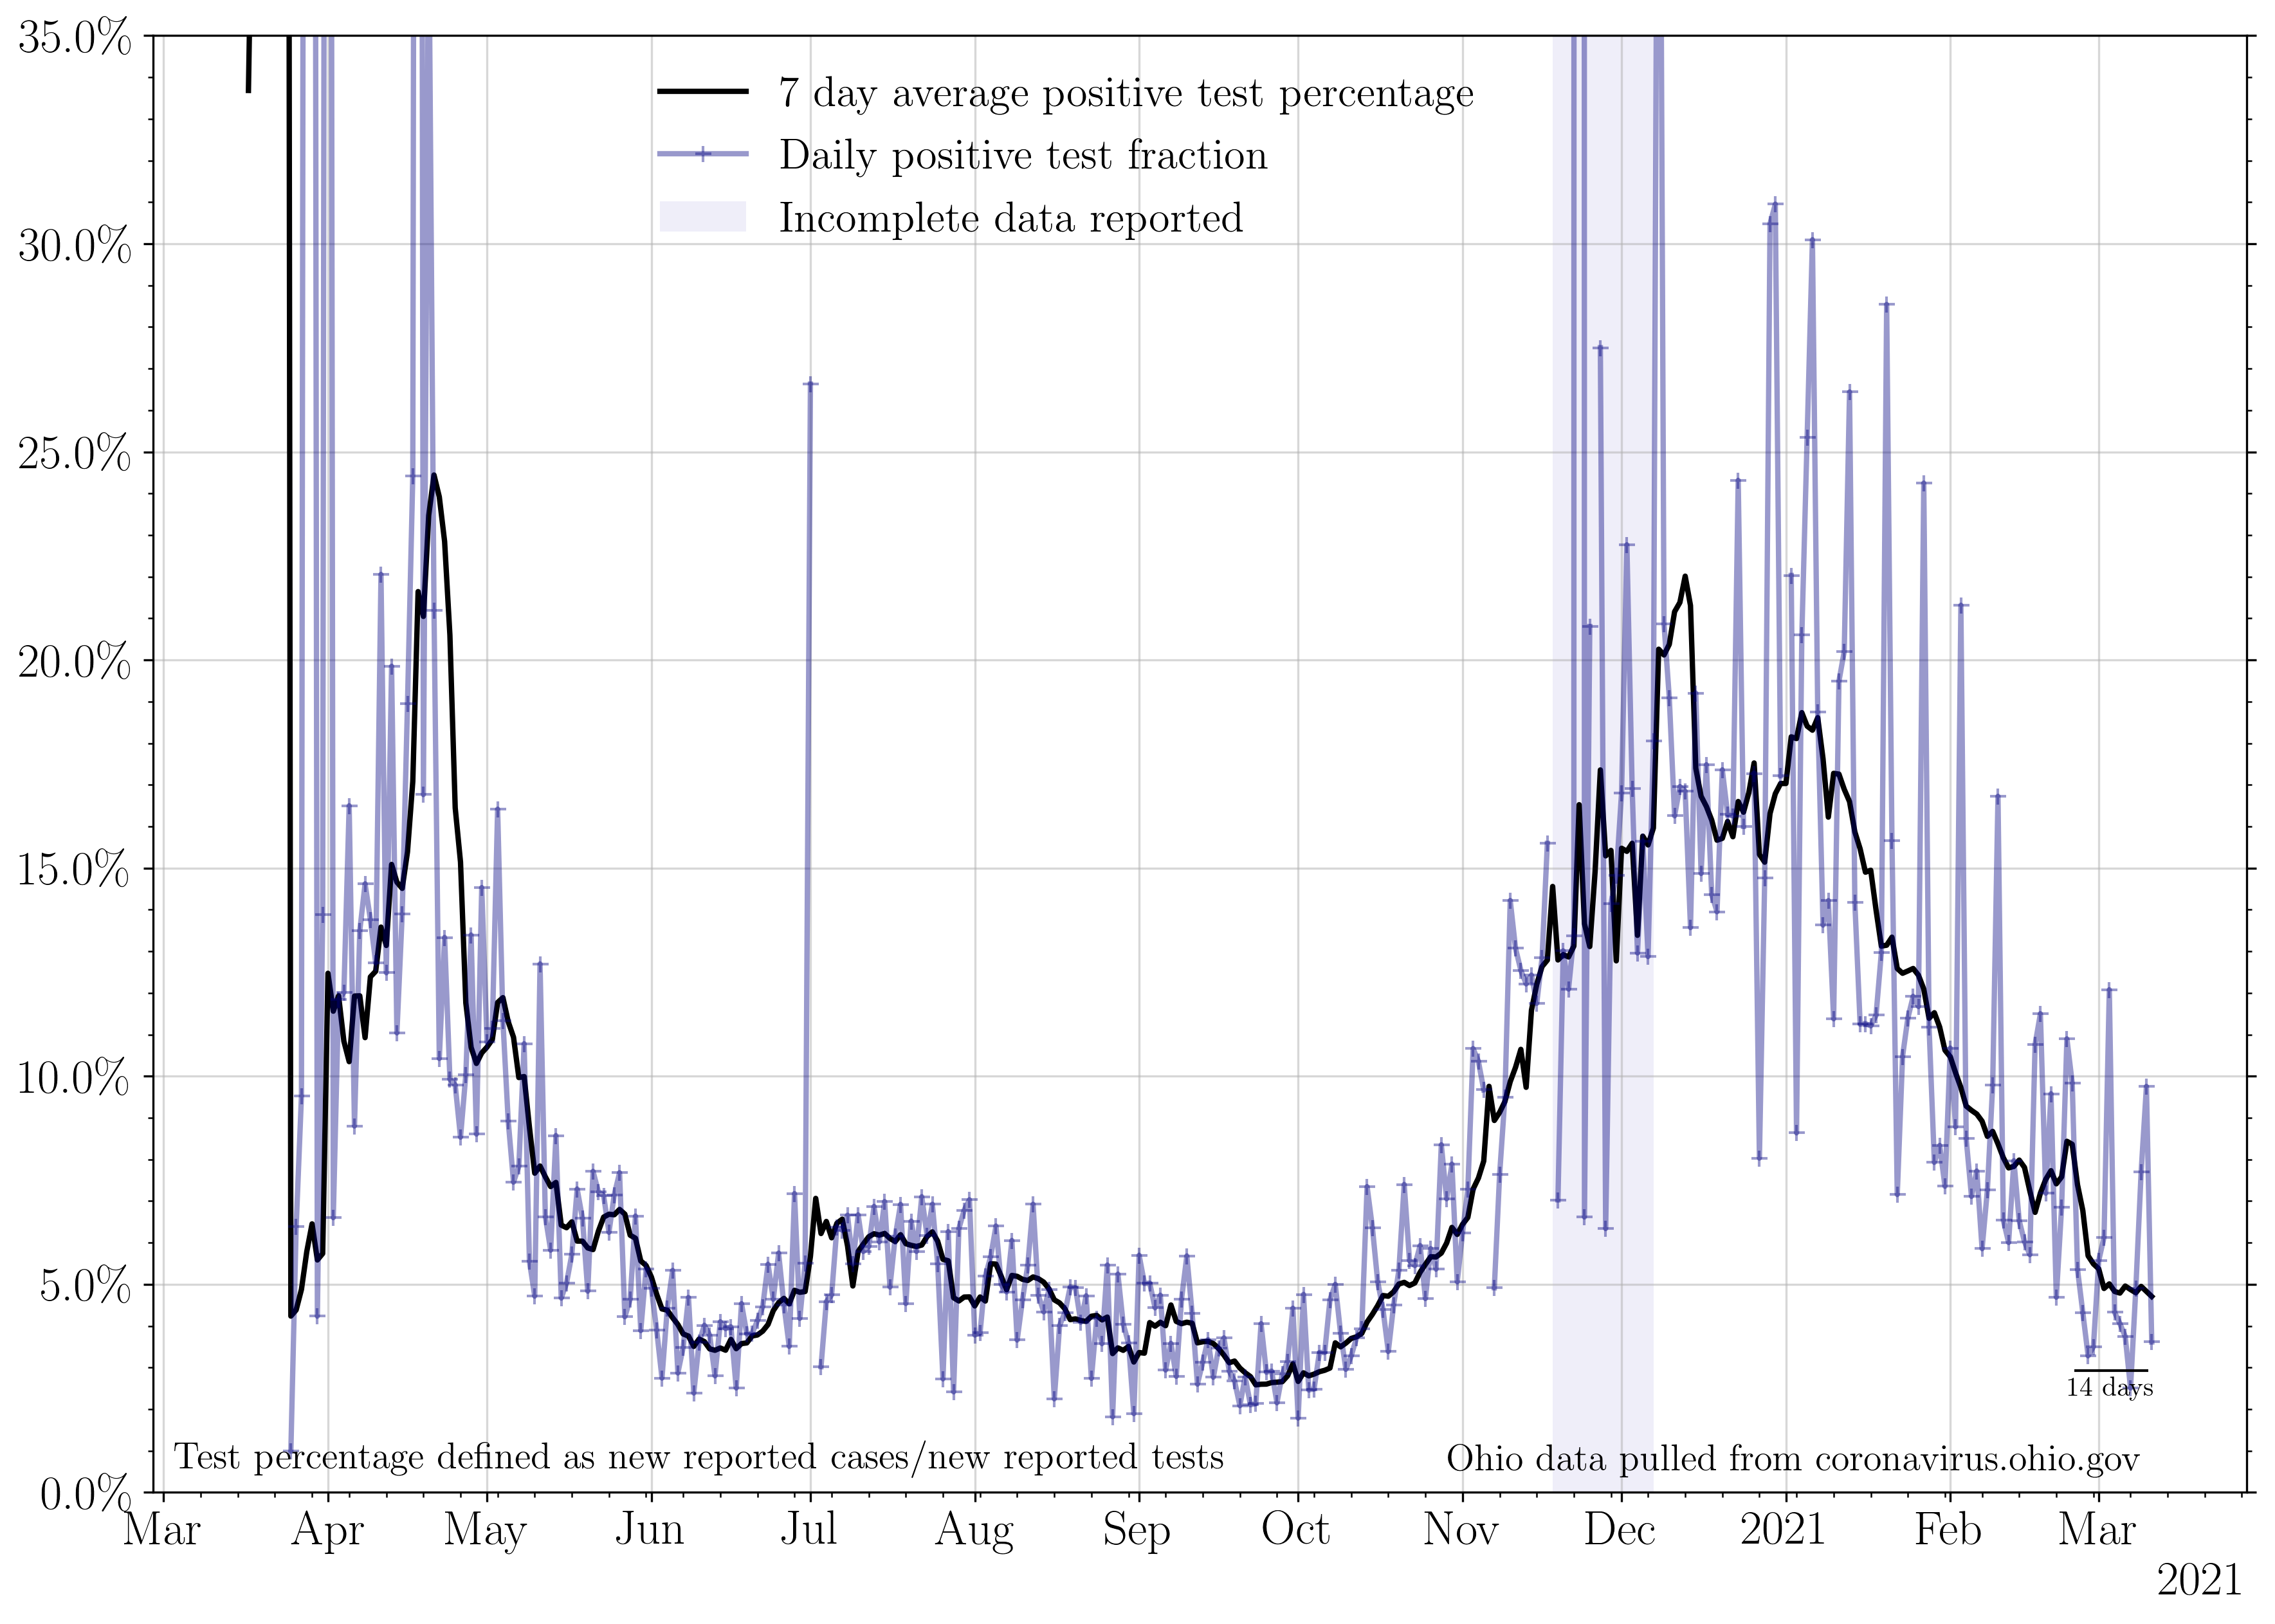 35.0%
30.0%
25.0%
20.0%
15.0%
10.0%
5.0%
0.0%
7 day average positive test percentage
Daily positive test fraction
Incomplete data reported
14 days
Test percentage defined as new reported cases/new reported tests
Ohio data pulled from coronavirus.ohio.gov
Mar Apr May Jun Jul Aug Sep Oct Nov Dec 2021 Feb Mar
2021